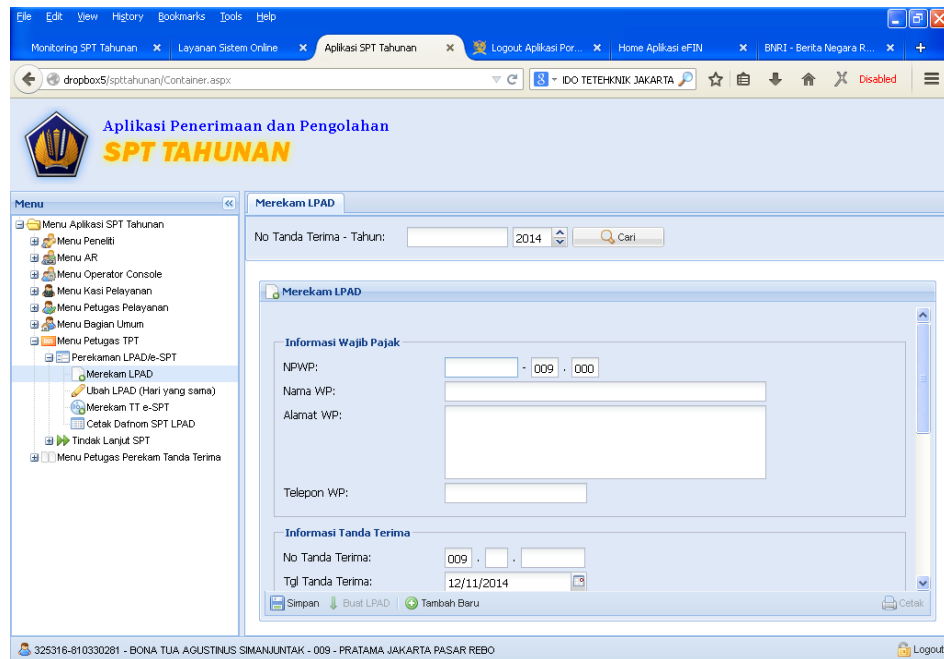 File Edit View History Bookmarks Tools Help
Monitoring SPT Tahunan Layanan Sistem Online Aplikasi SPT Tahunan Logout Aplikasi Por... Home Aplikasi eFIN BNRI - Berita Negara R...
dropbox5/spttahunan/Container.aspx IDO TETEHKNIK JAKARTA Disabled
Aplikasi Penerimaan dan Pengolahan
SPT TAHUNAN
Menu
Menu Aplikasi SPT Tahunan
Menu Peneliti
Menu AR
Menu Operator Console
Menu Kasi Pelayanan
Menu Petugas Pelayanan
Menu Bagian Umum
Menu Petugas TPT
Perekaman LPAD/e-SPT
Merekam LPAD
Ubah LPAD (Hari yang sama)
Merekam TT e-SPT
Cetak Dafnom SPT LPAD
Tindak Lanjut SPT
Menu Petugas Perekam Tanda Terima
Merekam LPAD
No Tanda Terima - Tahun: 2014 Cari
Merekam LPAD
Informasi Wajib Pajak
NPWP: - 009 . 000
Nama WP:
Alamat WP:
Telepon WP:
Informasi Tanda Terima
No Tanda Terima: 009 . .
Tgl Tanda Terima: 12/11/2014
Simpan Buat LPAD Tambah Baru Cetak
325316-810330281 - BONA TUA AGUSTINUS SIMANJUNTAK - 009 - PRATAMA JAKARTA PASAR REBO Logout